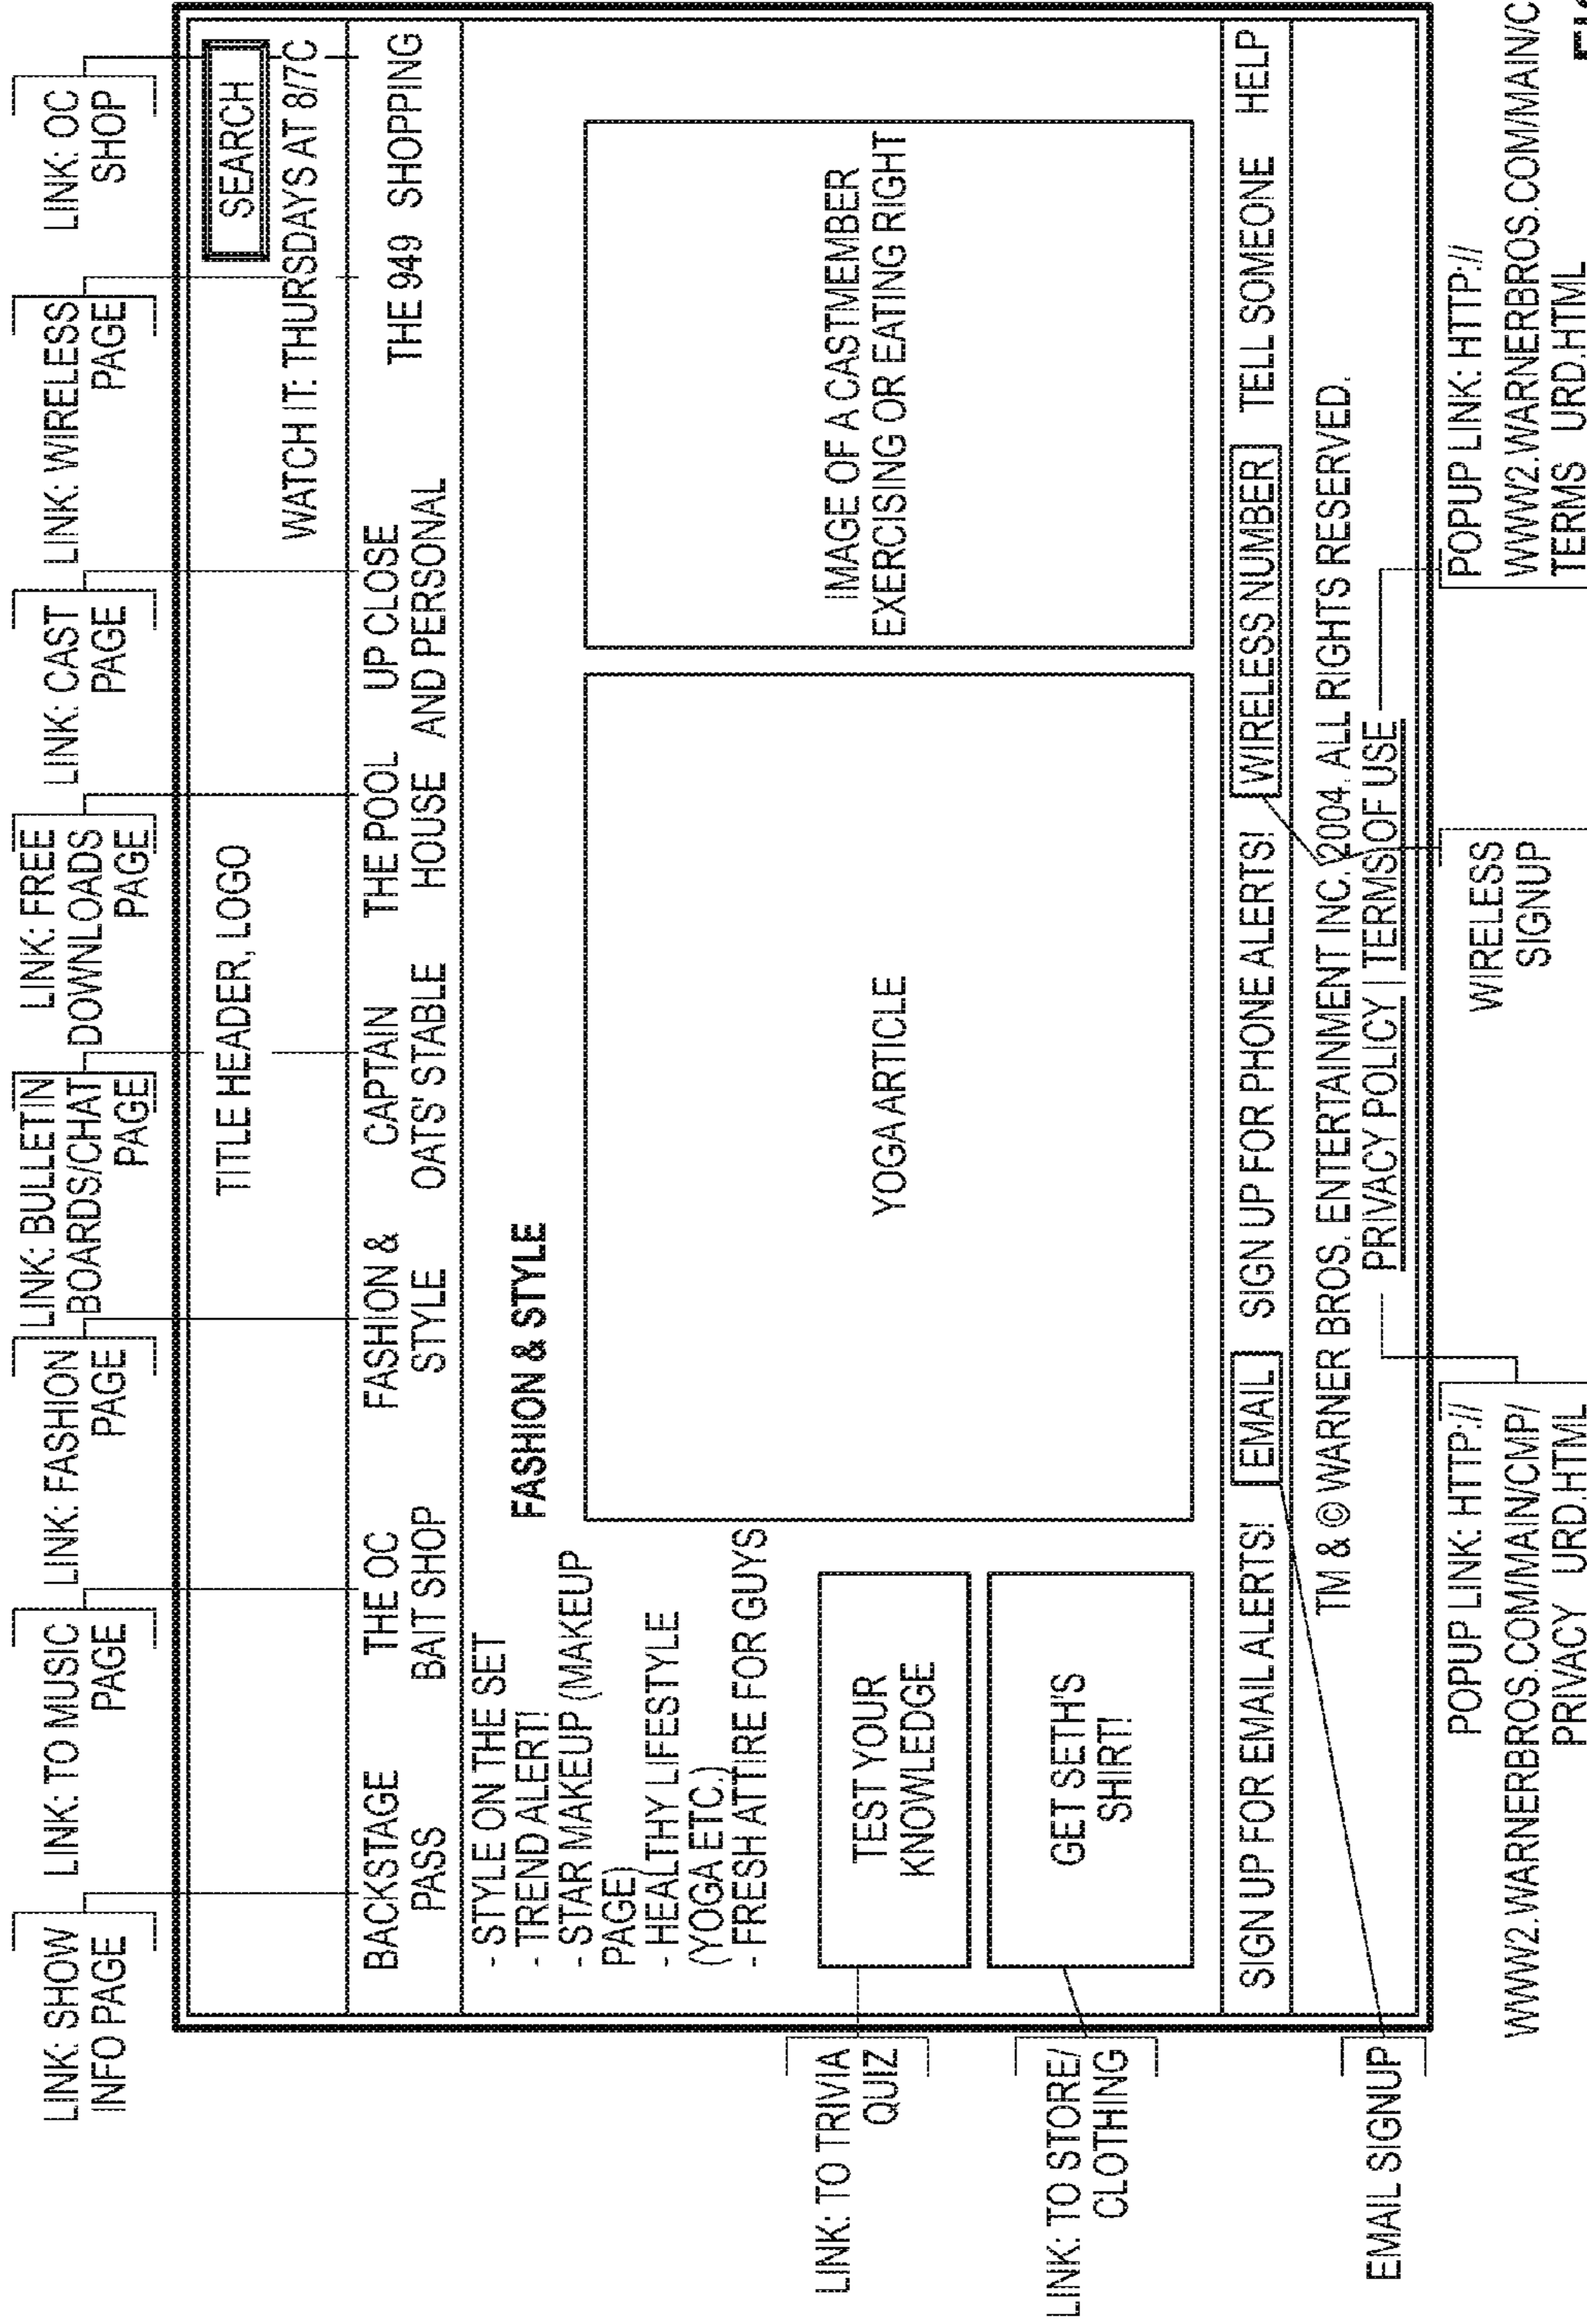 LINK: SHOW
INFO PAGE
LINK: TO MUSIC
PAGE
LINK: FASHION
PAGE
LINK: BULLETIN
BOARDS/CHAT
PAGE
LINK: FREE
DOWNLOADS
PAGE
LINK: CAST
PAGE
LINK: WIRELESS
PAGE
LINK: OC
SHOP
TITLE HEADER, LOGO
SEARCH
WATCH IT: THURSDAYS AT 8/7C
BACKSTAGE
PASS
THE OC
BAIT SHOP
FASHION &
STYLE
CAPTAIN
OATS' STABLE
THE POOL
HOUSE
UP CLOSE
AND PERSONAL
THE 949
SHOPPING
- STYLE ON THE SET
- TREND ALERT!
- STAR MAKEUP (MAKEUP
PAGE)
- HEALTHY LIFESTYLE
(YOGA ETC.)
- FRESH ATTIRE FOR GUYS
FASHION & STYLE
YOGA ARTICLE
IMAGE OF A CASTMEMBER
EXERCISING OR EATING RIGHT
TEST YOUR
KNOWLEDGE
LINK: TO TRIVIA
QUIZ
GET SETH'S
SHIRT!
LINK: TO STORE/
CLOTHING
SIGN UP FOR EMAIL ALERTS! EMAIL SIGN UP FOR PHONE ALERTS! WIRELESS NUMBER TELL SOMEONE HELP
TM & © WARNER BROS. ENTERTAINMENT INC. 2004. ALL RIGHTS RESERVED.
PRIVACY POLICY | TERMS OF USE
EMAIL SIGNUP
POPUP LINK: HTTP://
WWW2.WARNERBROS.COM/MAIN/CMP/
PRIVACY URD.HTML
WIRELESS
SIGNUP
POPUP LINK: HTTP://
WWW2.WARNERBROS.COM/MAIN/C
TERMS URD.HTML